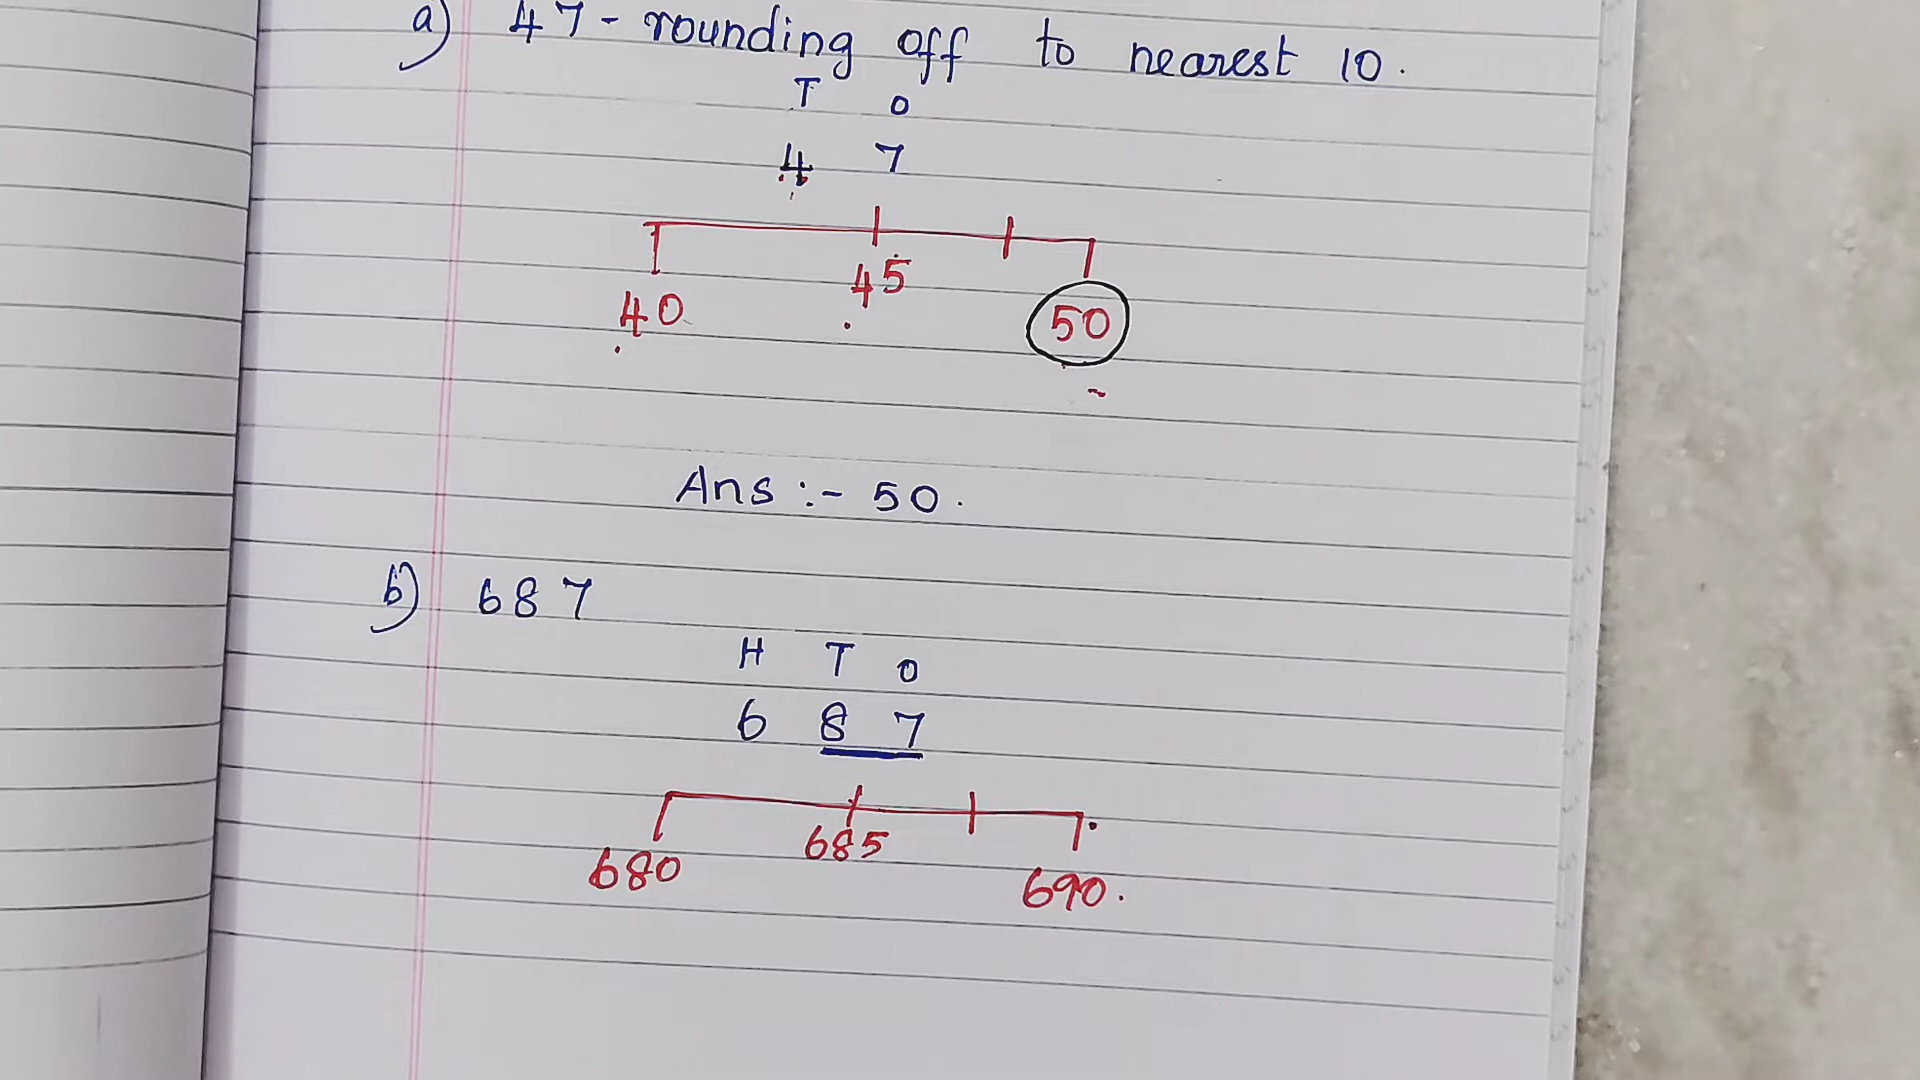 a) 47 - rounding off to nearest 10.
T O
4 7
40 45 50
Ans :- 50.
b) 687
H T O
6 8 7
680 685 690.